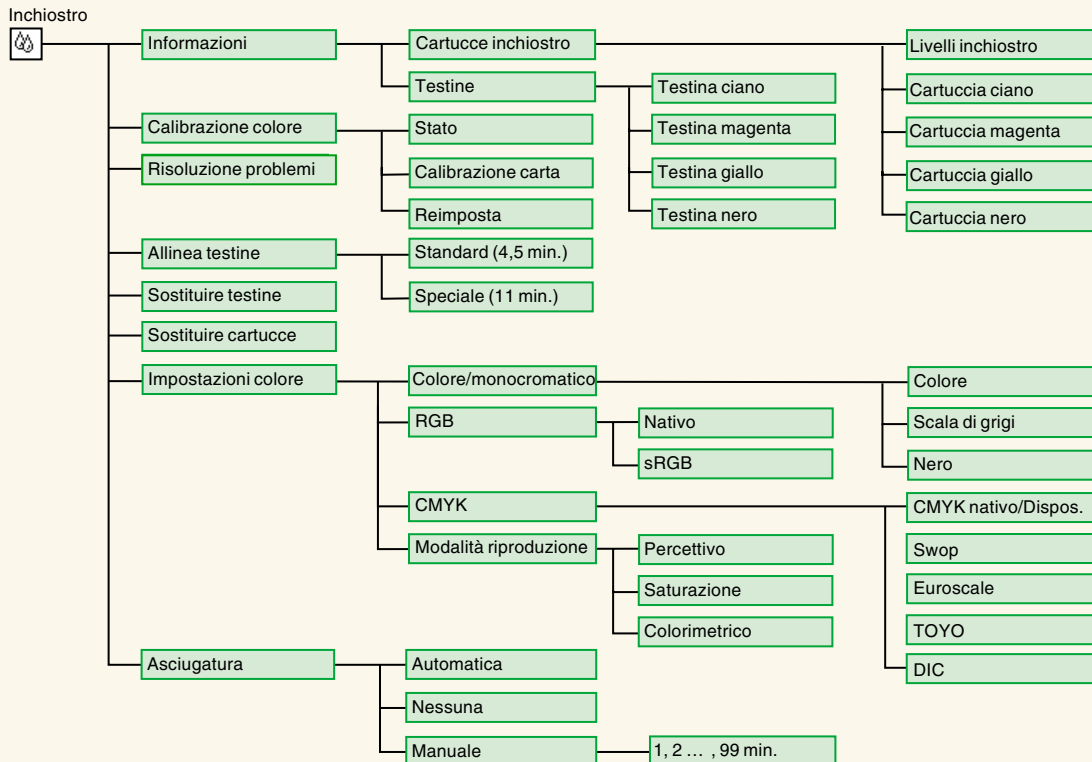 Inchiostro
Informazioni
Cartucce inchiostro
Livelli inchiostro
Cartuccia ciano
Cartuccia magenta
Cartuccia giallo
Cartuccia nero
Testine
Testina ciano
Testina magenta
Testina giallo
Testina nero
Calibrazione colore
Stato
Calibrazione carta
Reimposta
Risoluzione problemi
Allinea testine
Standard (4,5 min.)
Speciale (11 min.)
Sostituire testine
Sostituire cartucce
Impostazioni colore
Colore/monocromatico
Colore
Scala di grigi
Nero
RGB
Nativo
sRGB
CMYK
CMYK nativo/Dispos.
Swop
Euroscale
TOYO
DIC
Modalità riproduzione
Percettivo
Saturazione
Colorimetrico
Asciugatura
Automatica
Nessuna
Manuale
1, 2 ... , 99 min.